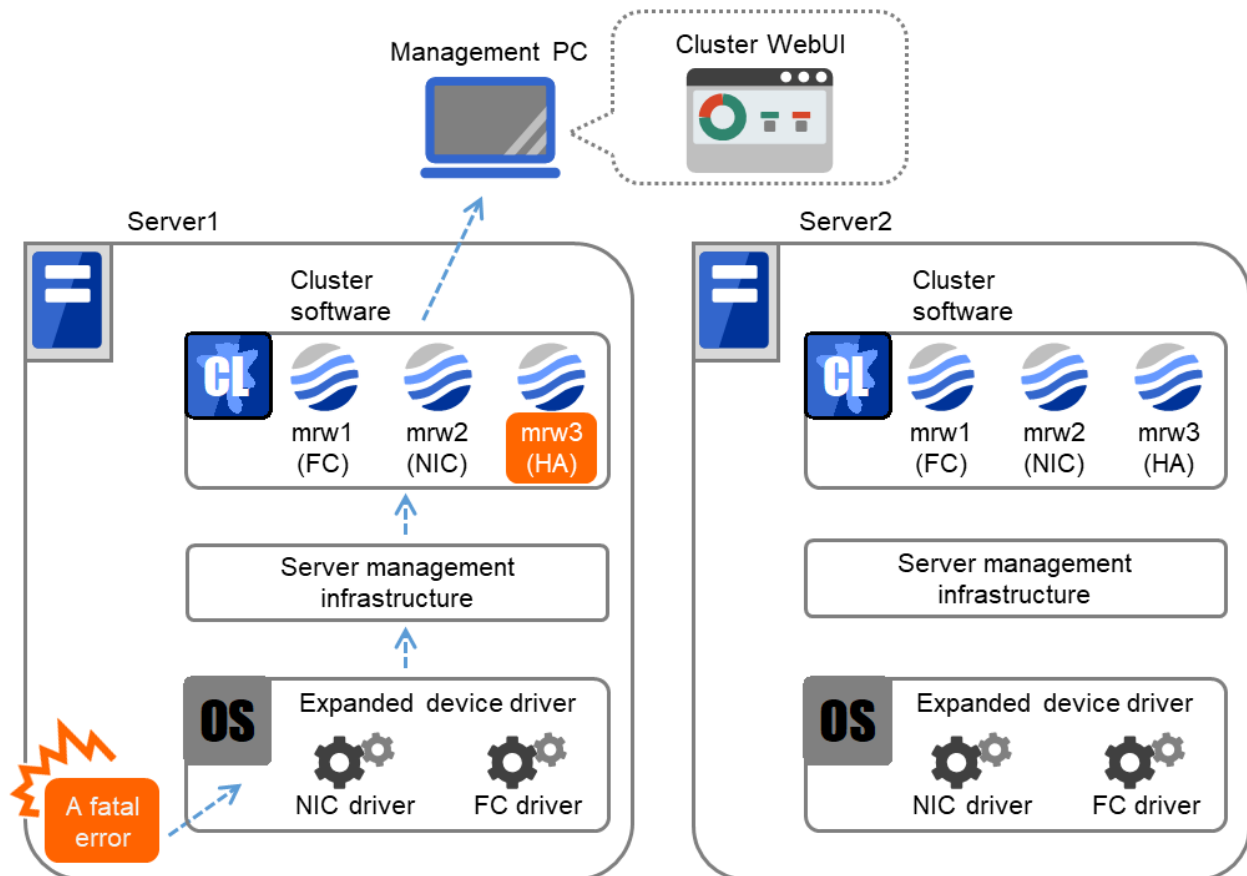 Management PC
Cluster WebUI
Server1
Cluster
software
CL
mrw1
(FC)
mrw2
(NIC)
mrw3
(HA)
Server management
infrastructure
OS
Expanded device driver
NIC driver
FC driver
A fatal
error
Server2
Cluster
software
CL
mrw1
(FC)
mrw2
(NIC)
mrw3
(HA)
Server management
infrastructure
OS
Expanded device driver
NIC driver
FC driver